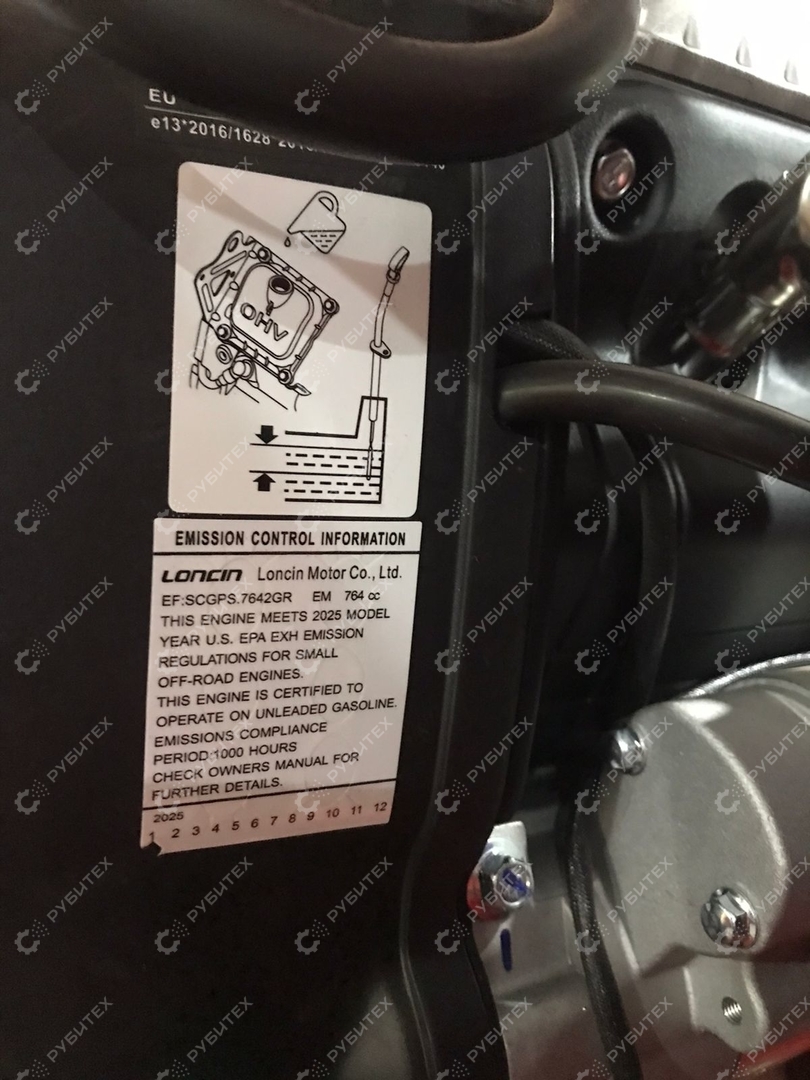 EU
e13*2016/1628
OHV
EMISSION CONTROL INFORMATION
LONCIN Loncin Motor Co., Ltd.
EF:SCGPS.7642GR EM 764 cc
THIS ENGINE MEETS 2025 MODEL
YEAR U.S. EPA EXH EMISSION
REGULATIONS FOR SMALL
OFF-ROAD ENGINES.
THIS ENGINE IS CERTIFIED TO
OPERATE ON UNLEADED GASOLINE.
EMISSIONS COMPLIANCE
PERIOD:1000 HOURS
CHECK OWNERS MANUAL FOR
FURTHER DETAILS.
2025
1 2 3 4 5 6 7 8 9 10 11 12
РУБИТЕХ